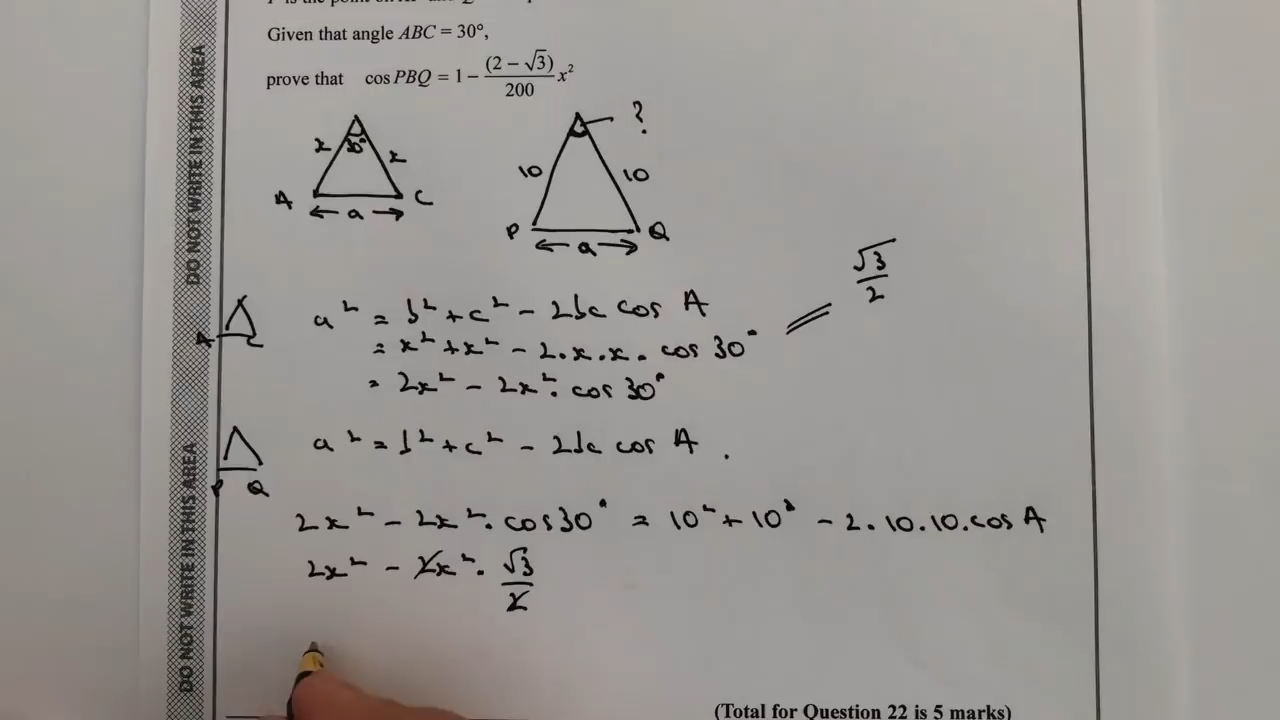 Given that angle ABC = 30°,
prove that cos PBQ = 1 − (2 − √3)/200 x²
DO NOT WRITE IN THIS AREA
DO NOT WRITE IN THIS AREA
x 30° x
A C
← a →
?
10 10
P Q
← a →
√3/2
A C
a² = b² + c² − 2bc cos A
= x² + x² − 2.x.x. cos 30°
= 2x² − 2x². cos 30°
P Q
a² = b² + c² − 2bc cos A .
2x² − 2x². cos 30° = 10² + 10² − 2.10.10.cos A
2x² − 2x². √3/2
(Total for Question 22 is 5 marks)